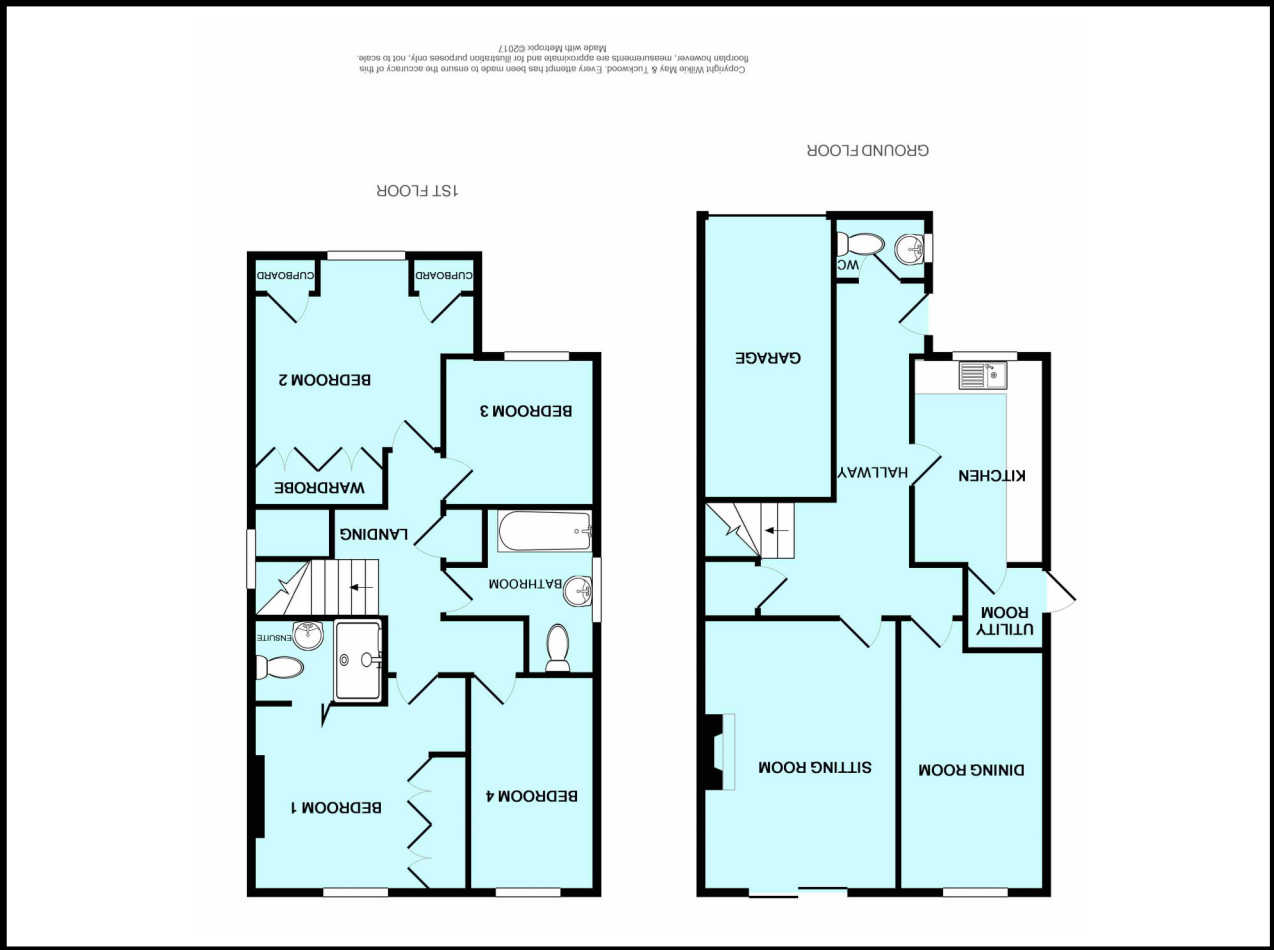 DINING ROOM
SITTING ROOM
UTILITY
ROOM
KITCHEN
HALLWAY
GARAGE
WC
GROUND FLOOR
BEDROOM 4
BEDROOM 1
ENSUITE
BATHROOM
LANDING
WARDROBE
BEDROOM 3
BEDROOM 2
CUPBOARD
CUPBOARD
1ST FLOOR
Copyright Wilkie May & Tuckwood. Every attempt has been made to ensure the accuracy of this
floorplan however, measurements are approximate and for illustration purposes only, not to scale.
Made with Metropix ©2017